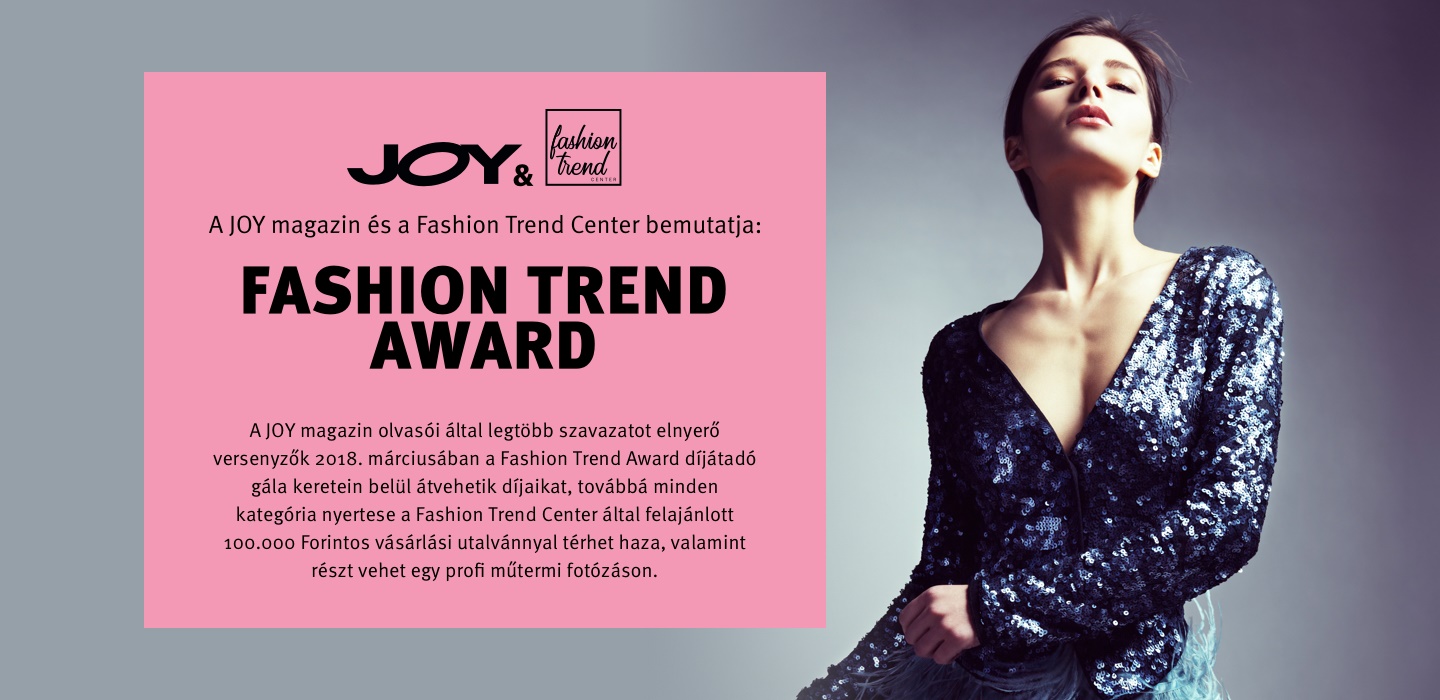 JOY & fashion
trend
CENTER
A JOY magazin és a Fashion Trend Center bemutatja:
FASHION TREND
AWARD
A JOY magazin olvasói által legtöbb szavazatot elnyerő
versenyzők 2018. márciusában a Fashion Trend Award díjátadó
gála keretein belül átvehetik díjaikat, továbbá minden
kategória nyertese a Fashion Trend Center által felajánlott
100.000 Forintos vásárlási utalvánnyal térhet haza, valamint
részt vehet egy profi műtermi fotózáson.